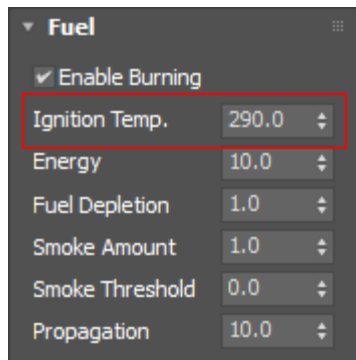 Fuel
Enable Burning
Ignition Temp. 290.0
Energy 10.0
Fuel Depletion 1.0
Smoke Amount 1.0
Smoke Threshold 0.0
Propagation 10.0